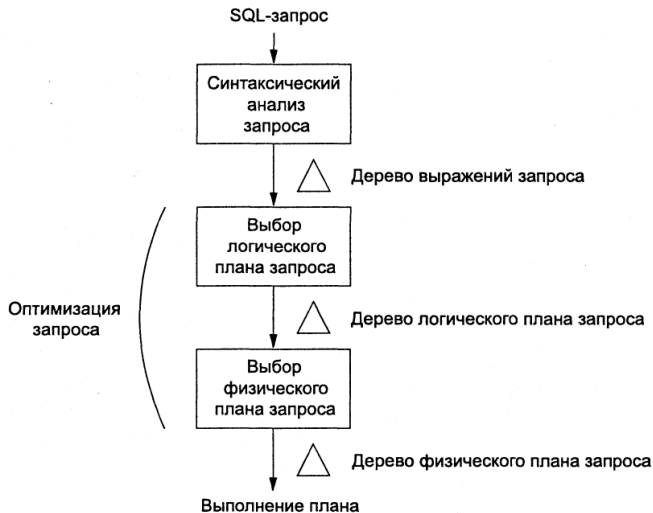 SQL-запрос
Синтаксический
анализ
запроса
Дерево выражений запроса
Выбор
логического
плана запроса
Оптимизация
запроса
Дерево логического плана запроса
Выбор
физического
плана запроса
Дерево физического плана запроса
Выполнение плана